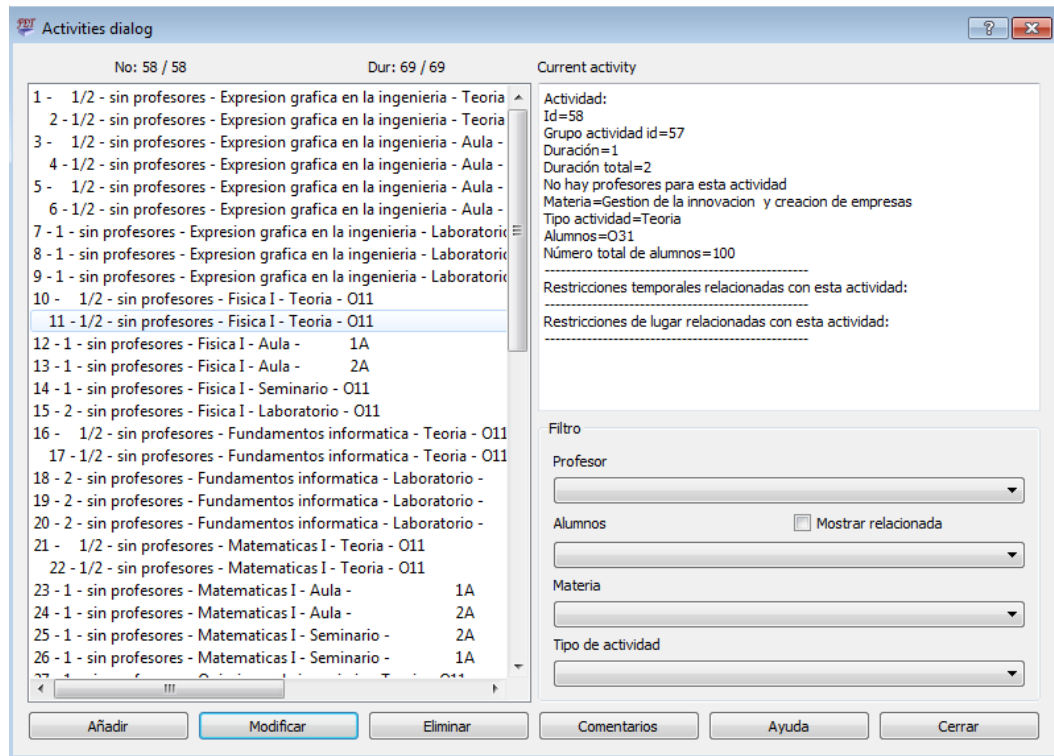 FET Activities dialog
No: 58 / 58 Dur: 69 / 69
1 - 1/2 - sin profesores - Expresion grafica en la ingenieria - Teoria
2 - 1/2 - sin profesores - Expresion grafica en la ingenieria - Teoria
3 - 1/2 - sin profesores - Expresion grafica en la ingenieria - Aula -
4 - 1/2 - sin profesores - Expresion grafica en la ingenieria - Aula -
5 - 1/2 - sin profesores - Expresion grafica en la ingenieria - Aula -
6 - 1/2 - sin profesores - Expresion grafica en la ingenieria - Aula -
7 - 1 - sin profesores - Expresion grafica en la ingenieria - Laboratorio
8 - 1 - sin profesores - Expresion grafica en la ingenieria - Laboratorio
9 - 1 - sin profesores - Expresion grafica en la ingenieria - Laboratorio
10 - 1/2 - sin profesores - Fisica I - Teoria - O11
11 - 1/2 - sin profesores - Fisica I - Teoria - O11
12 - 1 - sin profesores - Fisica I - Aula - 1A
13 - 1 - sin profesores - Fisica I - Aula - 2A
14 - 1 - sin profesores - Fisica I - Seminario - O11
15 - 2 - sin profesores - Fisica I - Laboratorio - O11
16 - 1/2 - sin profesores - Fundamentos informatica - Teoria - O11
17 - 1/2 - sin profesores - Fundamentos informatica - Teoria - O11
18 - 2 - sin profesores - Fundamentos informatica - Laboratorio -
19 - 2 - sin profesores - Fundamentos informatica - Laboratorio -
20 - 2 - sin profesores - Fundamentos informatica - Laboratorio -
21 - 1/2 - sin profesores - Matematicas I - Teoria - O11
22 - 1/2 - sin profesores - Matematicas I - Teoria - O11
23 - 1 - sin profesores - Matematicas I - Aula - 1A
24 - 1 - sin profesores - Matematicas I - Aula - 2A
25 - 1 - sin profesores - Matematicas I - Seminario - 2A
26 - 1 - sin profesores - Matematicas I - Seminario - 1A
Current activity
Actividad:
Id=58
Grupo actividad id=57
Duración=1
Duración total=2
No hay profesores para esta actividad
Materia=Gestion de la innovacion y creacion de empresas
Tipo actividad=Teoria
Alumnos=O31
Número total de alumnos=100
--------------------------------------------------
Restricciones temporales relacionadas con esta actividad:
--------------------------------------------------
Restricciones de lugar relacionadas con esta actividad:
--------------------------------------------------
Filtro
Profesor
Alumnos Mostrar relacionada
Materia
Tipo de actividad
Añadir Modificar Eliminar Comentarios Ayuda Cerrar